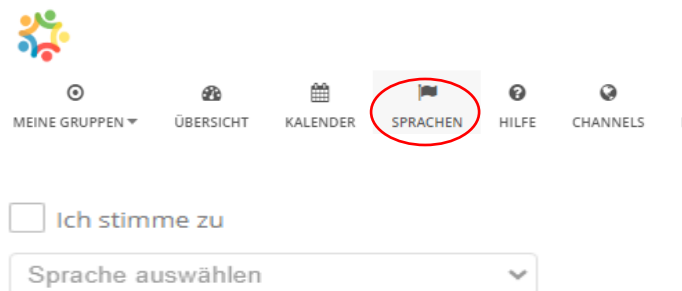 MEINE GRUPPEN ÜBERSICHT KALENDER SPRACHEN HILFE CHANNELS
Ich stimme zu
Sprache auswählen